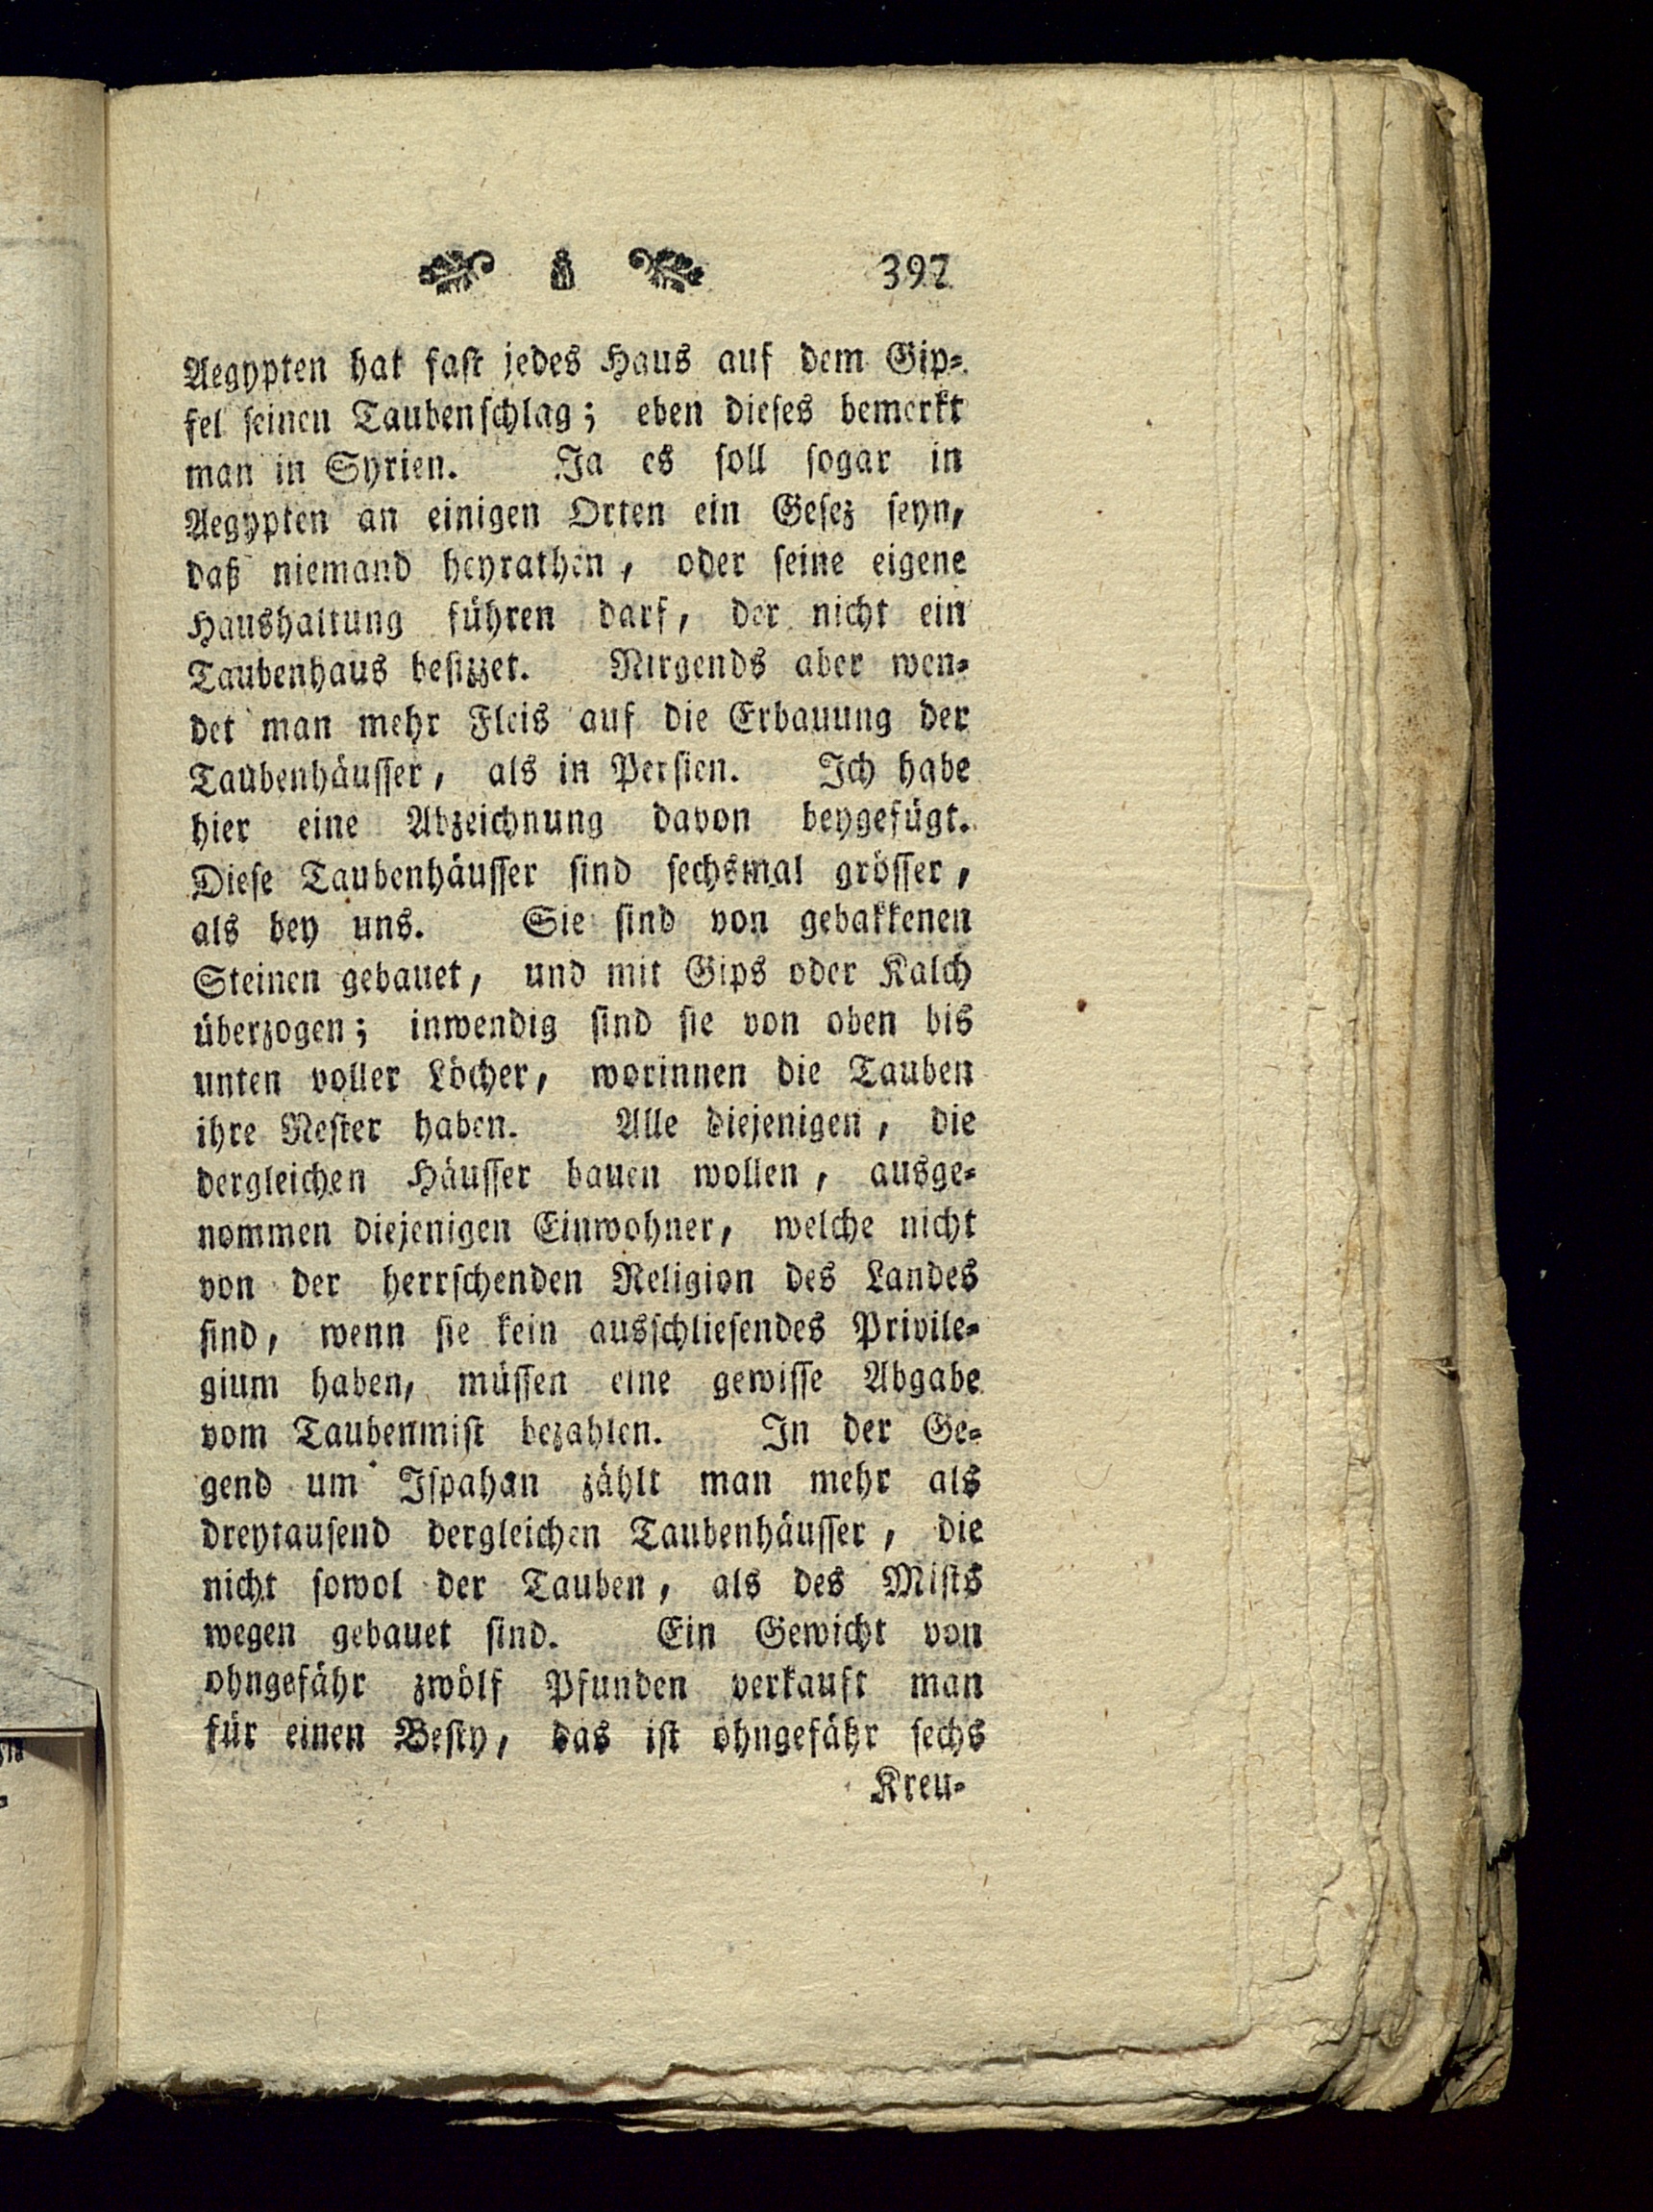 397
Aegypten hat fast jedes Haus auf dem Gip-
fel seinen Taubenschlag; eben dieses bemerkt
man in Syrien. Ja es soll sogar in
Aegypten an einigen Orten ein Gesez seyn,
daß niemand heyrathen, oder seine eigene
Haushaltung führen darf, der nicht ein
Taubenhaus besizzet. Nirgends aber wen-
det man mehr Fleis auf die Erbauung der
Taubenhäusser, als in Persien. Ich habe
hier eine Abzeichnung davon beygefügt.
Diese Taubenhäusser sind sechsmal grösser,
als bey uns. Sie sind von gebakkenen
Steinen gebauet, und mit Gips oder Kalch
überzogen; inwendig sind sie von oben bis
unten voller Löcher, worinnen die Tauben
ihre Nester haben. Alle diejenigen, die
dergleichen Häusser bauen wollen, ausge-
nommen diejenigen Einwohner, welche nicht
von der herrschenden Religion des Landes
sind, wenn sie kein ausschliesendes Privile-
gium haben, müssen eine gewisse Abgabe
vom Taubenmist bezahlen. In der Ge-
gend um Ispahan zählt man mehr als
dreytausend dergleichen Taubenhäusser, die
nicht sowol der Tauben, als des Mists
wegen gebauet sind. Ein Gewicht von
ohngefähr zwölf Pfunden verkauft man
für einen Besty, das ist ohngefähr sechs
Kreu-